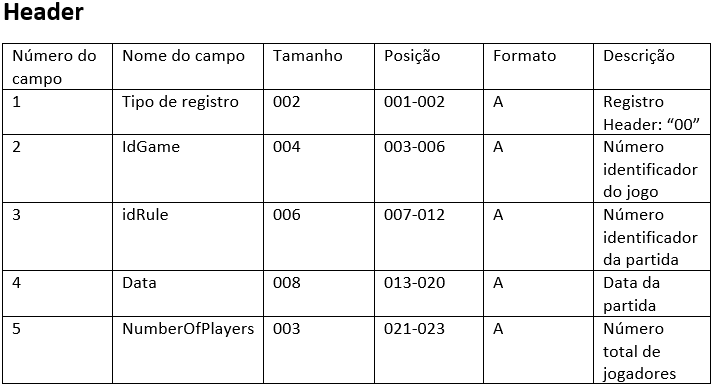 Header
Número do campo Nome do campo Tamanho Posição Formato Descrição
1 Tipo de registro 002 001-002 A Registro Header: “00”
2 IdGame 004 003-006 A Número identificador do jogo
3 idRule 006 007-012 A Número identificador da partida
4 Data 008 013-020 A Data da partida
5 NumberOfPlayers 003 021-023 A Número total de jogadores